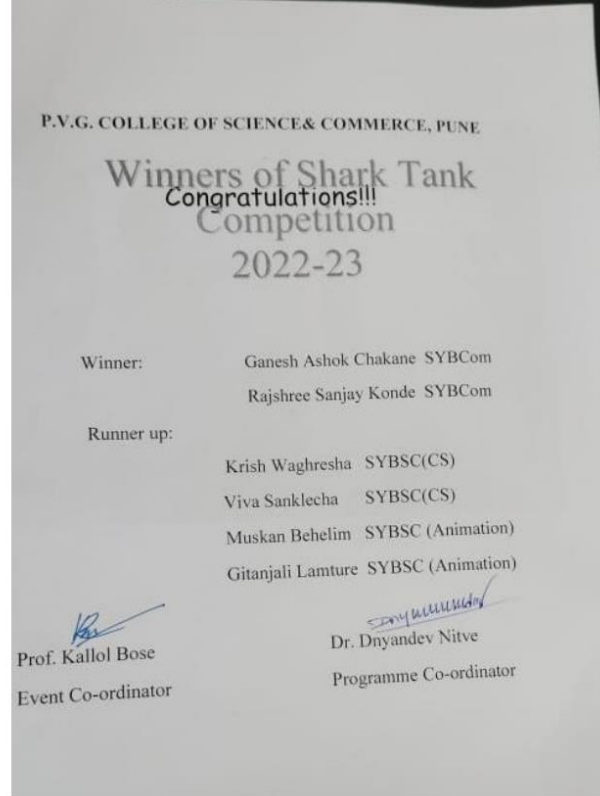 P.V.G. COLLEGE OF SCIENCE& COMMERCE, PUNE
Winners of Shark Tank
Congratulations!!!
Competition
2022-23
Winner: Ganesh Ashok Chakane SYBCom
Rajshree Sanjay Konde SYBCom
Runner up:
Krish Waghresha SYBSC(CS)
Viva Sanklecha SYBSC(CS)
Muskan Behelim SYBSC (Animation)
Gitanjali Lamture SYBSC (Animation)
Prof. Kallol Bose
Event Co-ordinator
Dr. Dnyandev Nitve
Programme Co-ordinator